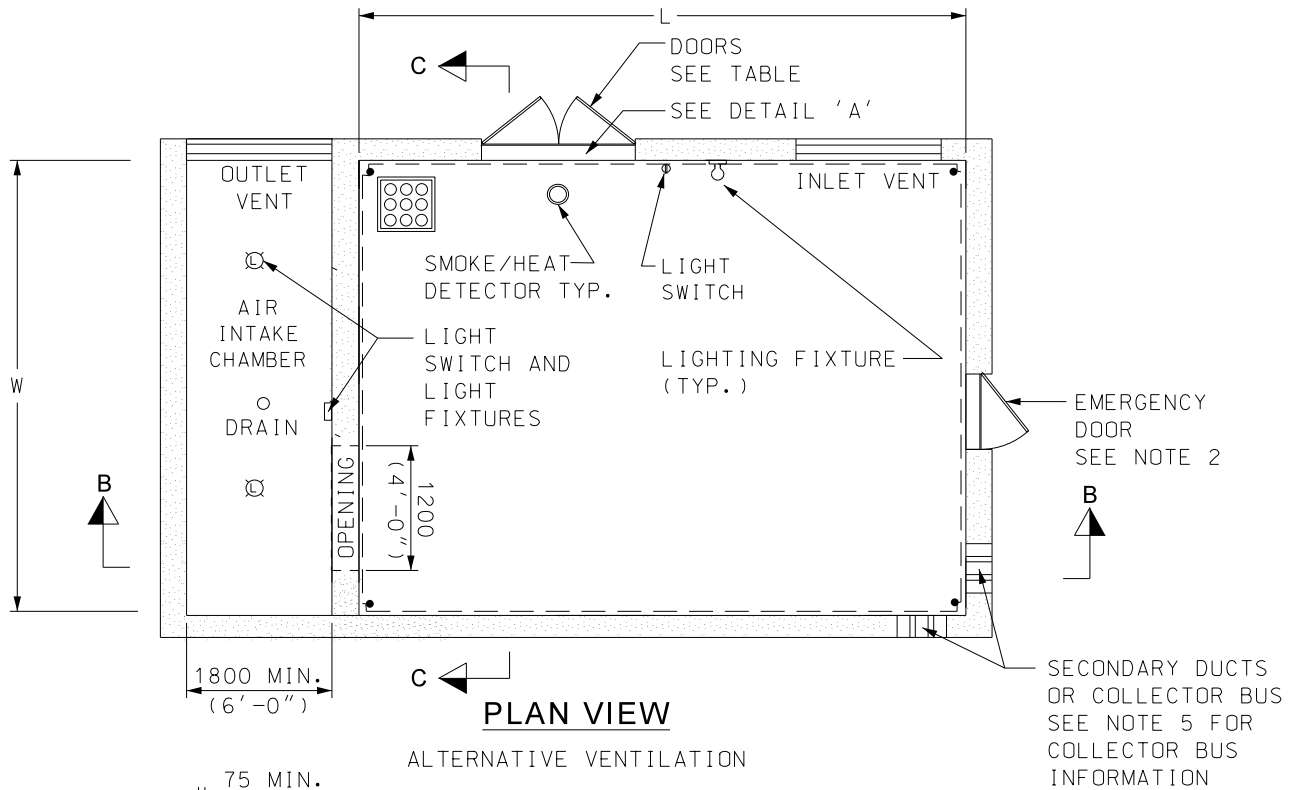 L
C
DOORS
SEE TABLE
SEE DETAIL 'A'
OUTLET
VENT
INLET VENT
L
SMOKE/HEAT
DETECTOR TYP.
LIGHT
SWITCH
AIR
INTAKE
CHAMBER
LIGHT
SWITCH AND
LIGHT
FIXTURES
LIGHTING FIXTURE
(TYP.)
W
DRAIN
EMERGENCY
DOOR
SEE NOTE 2
OPENING
1200
(4'-0")
B
L
B
1800 MIN.
(6'-0")
C
PLAN VIEW
ALTERNATIVE VENTILATION
SECONDARY DUCTS
OR COLLECTOR BUS
SEE NOTE 5 FOR
COLLECTOR BUS
INFORMATION
75 MIN.